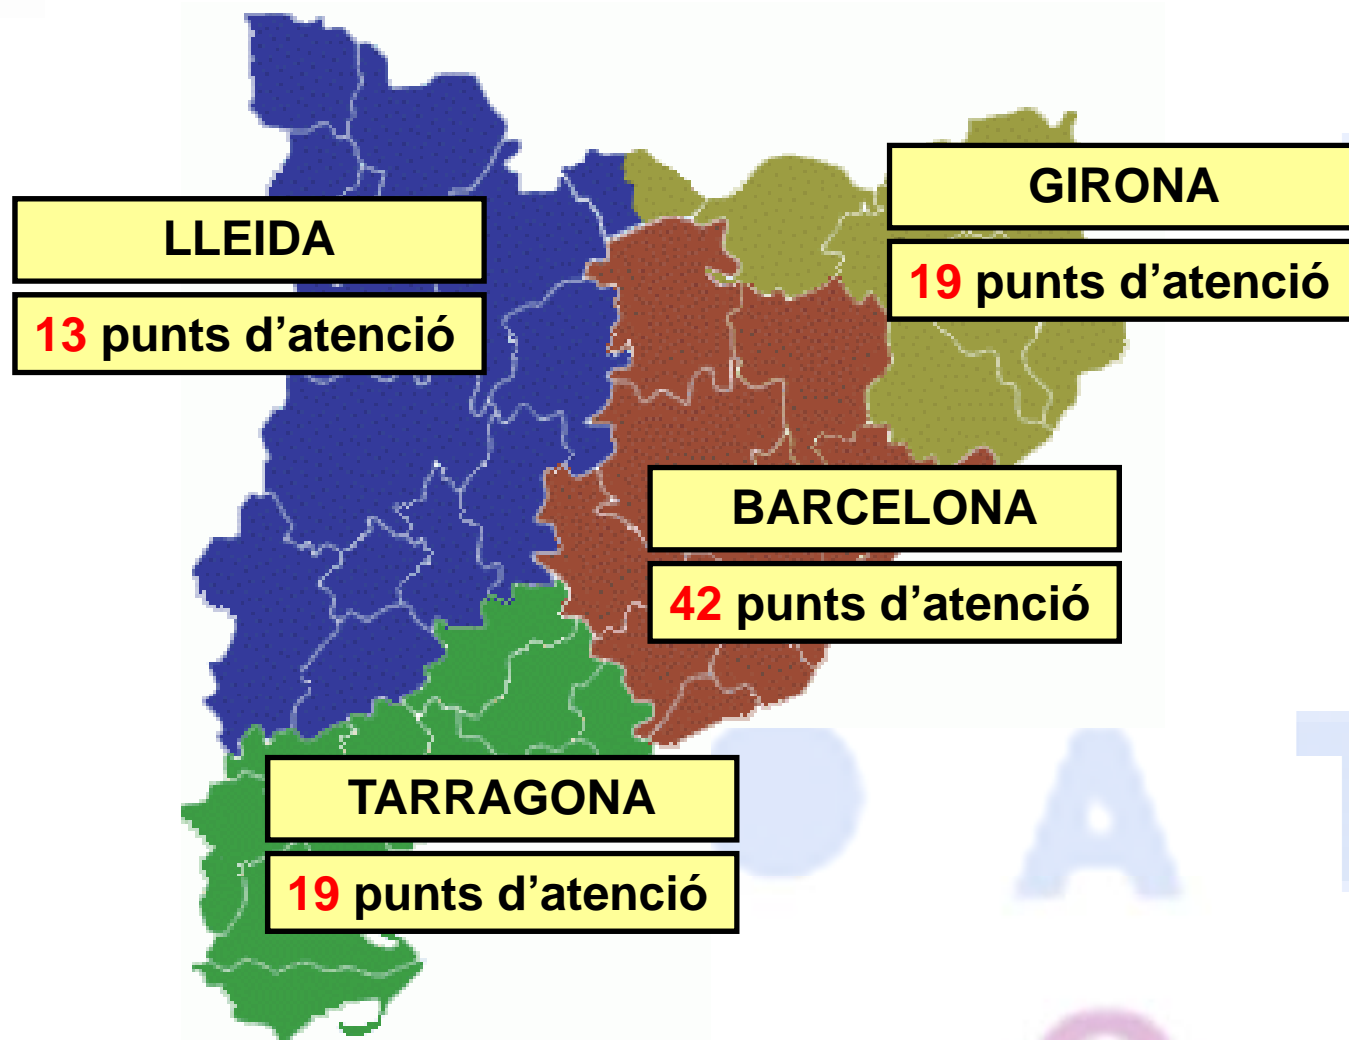 GIRONA
19 punts d’atenció
LLEIDA
13 punts d’atenció
BARCELONA
42 punts d’atenció
TARRAGONA
19 punts d’atenció
P A T